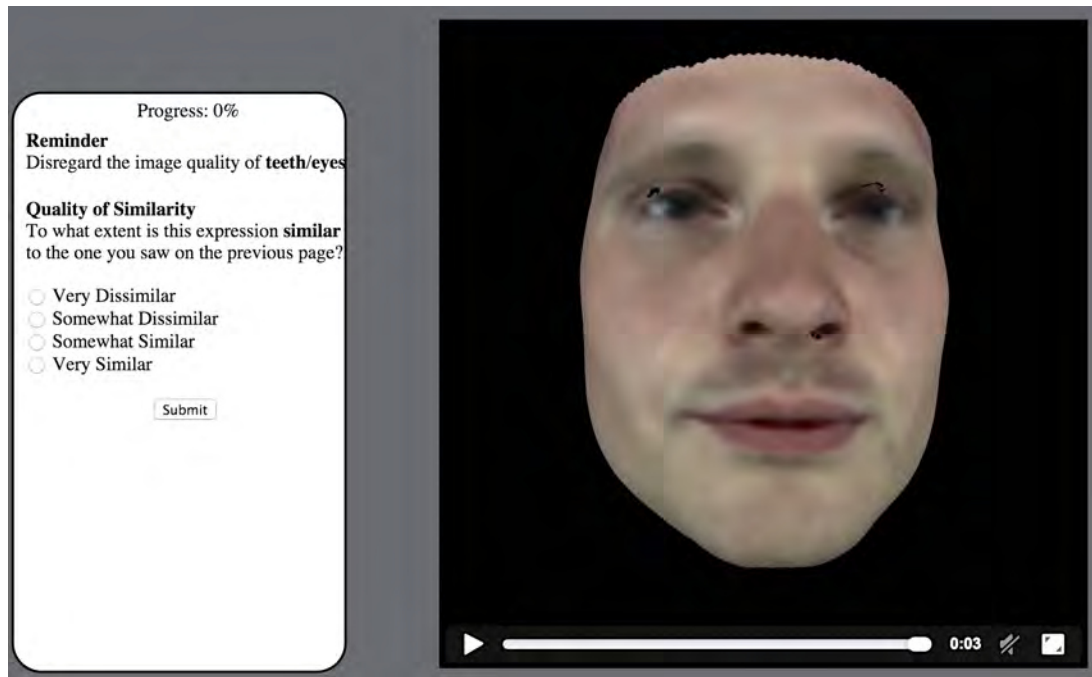 Progress: 0%
Reminder
Disregard the image quality of teeth/eyes
Quality of Similarity
To what extent is this expression similar
to the one you saw on the previous page?
Very Dissimilar
Somewhat Dissimilar
Somewhat Similar
Very Similar
Submit
0:03